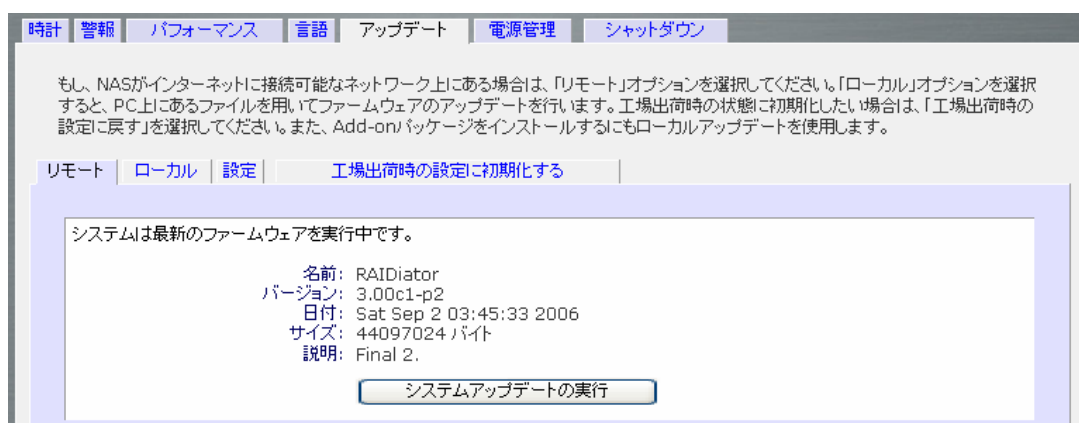 時計 警報 パフォーマンス 言語 アップデート 電源管理 シャットダウン
もし、NASがインターネットに接続可能なネットワーク上にある場合は、「リモート」オプションを選択してください。「ローカル」オプションを選択
すると、PC上にあるファイルを用いてファームウェアのアップデートを行います。工場出荷時の状態に初期化したい場合は、「工場出荷時の
設定に戻す」を選択してください。また、Add-onパッケージをインストールするにもローカルアップデートを使用します。
リモート ローカル 設定 工場出荷時の設定に初期化する
システムは最新のファームウェアを実行中です。
名前: RAIDiator
バージョン: 3.00c1-p2
日付: Sat Sep 2 03:45:33 2006
サイズ: 44097024 バイト
説明: Final 2.
システムアップデートの実行